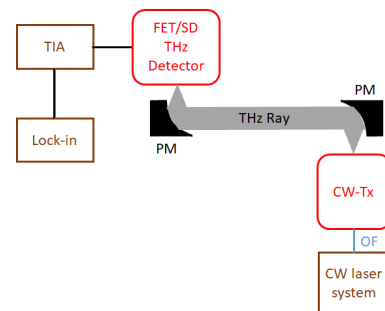 FET/SD
THz
Detector
TIA
PM
THz Ray
Lock-in
PM
CW-Tx
OF
CW laser
system